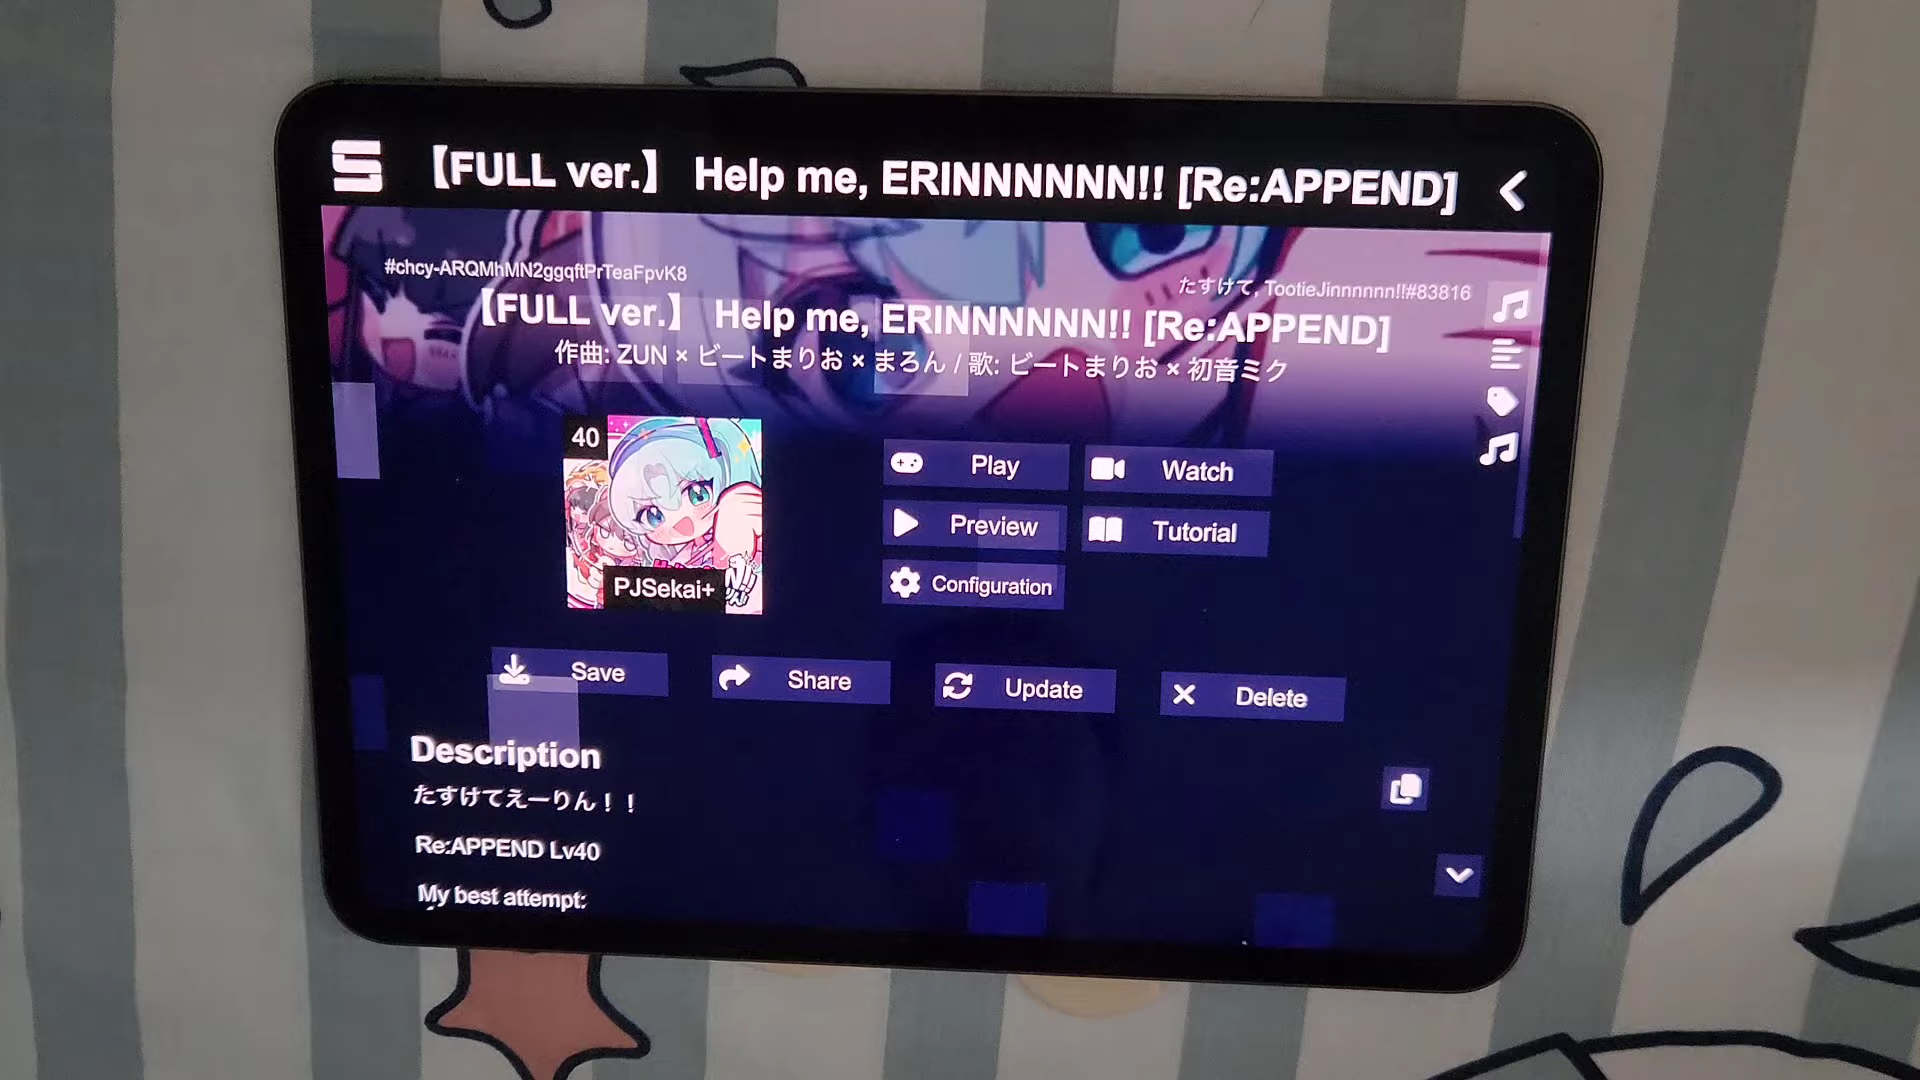 【FULL ver.】 Help me, ERINNNNNN!! [Re:APPEND]
#chcy-ARQMhMN2ggqftPrTeaFpvK8
たすけて, TootieJinnnnnn!!#83816
【FULL ver.】 Help me, ERINNNNNN!! [Re:APPEND]
作曲: ZUN × ビートまりお × まろん / 歌: ビートまりお × 初音ミク
40
PJSekai+
Play
Watch
Preview
Tutorial
Configuration
Save
Share
Update
Delete
Description
たすけてえーりん！！
Re:APPEND Lv40
My best attempt: